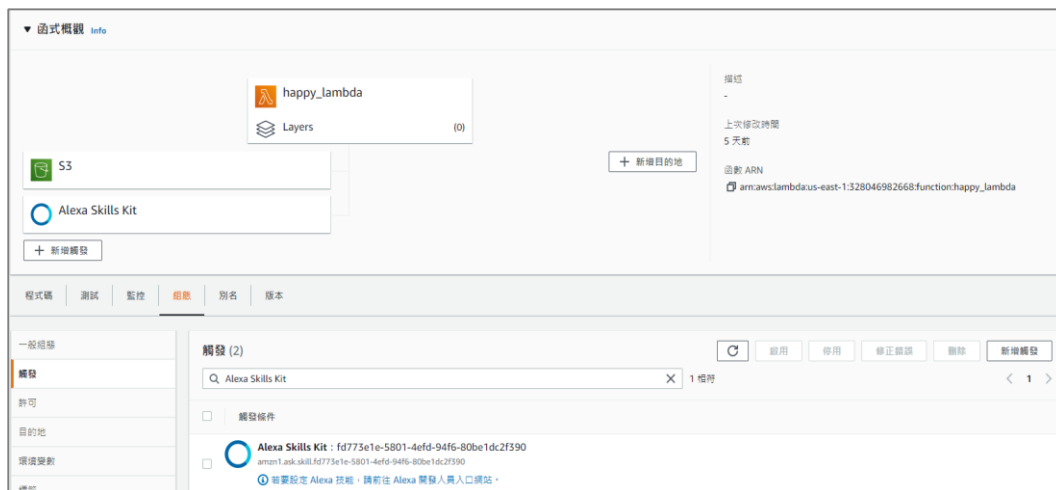 ▼ 函式概觀 Info
happy_lambda
Layers (0)
S3
Alexa Skills Kit
+ 新增觸發
+ 新增目的地
描述
-
上次修改時間
5 天前
函數 ARN
arn:aws:lambda:us-east-1:328046982668:function:happy_lambda
程式碼 測試 監控 組態 別名 版本
一般組態
觸發
許可
目的地
環境變數
觸發 (2)
啟用 停用 修正錯誤 刪除 新增觸發
Alexa Skills Kit
1 相符
1
觸發條件
Alexa Skills Kit：fd773e1e-5801-4efd-94f6-80be1dc2f390
amzn1.ask.skill.fd773e1e-5801-4efd-94f6-80be1dc2f390
若要設定 Alexa 技能，請前往 Alexa 開發人員入口網站。